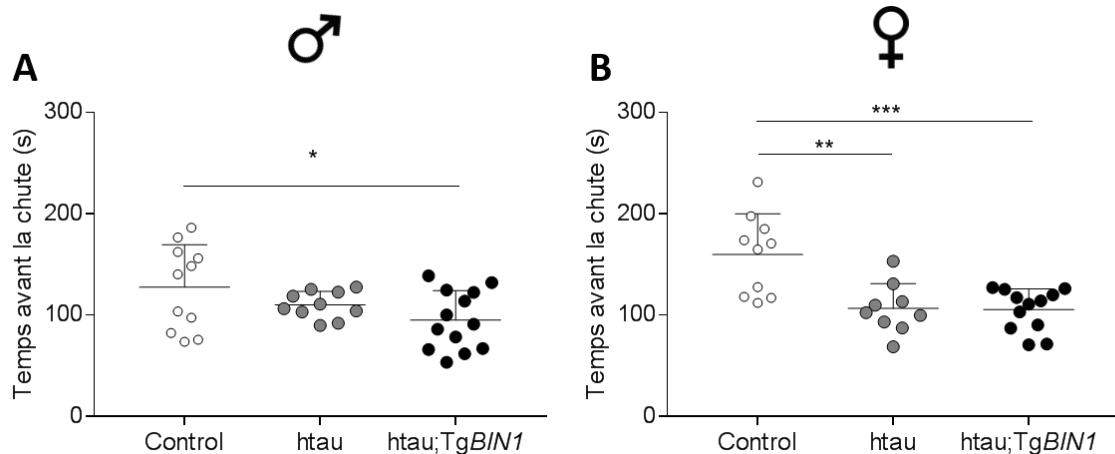 A
Temps avant la chute (s)
300
200
100
0
*
Control
htau
htau;TgBIN1
B
Temps avant la chute (s)
300
200
100
0
***
**
Control
htau
htau;TgBIN1